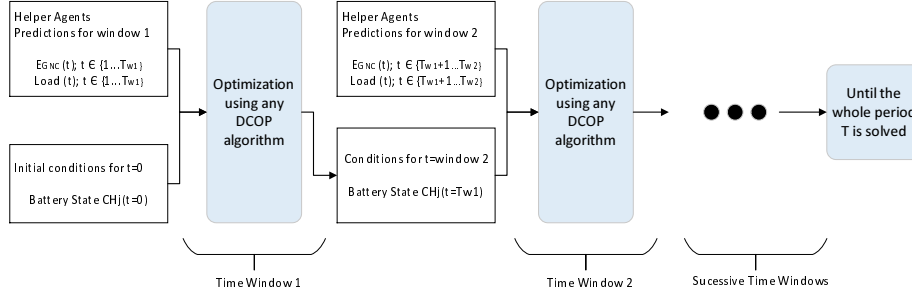 Helper Agents
Predictions for window 1
EGNC (t); t ∈ {1...Tw1}
Load (t); t ∈ {1...Tw1}
Initial conditions for t=0
Battery State CHj(t=0)
Optimization
using any
DCOP
algorithm
Helper Agents
Predictions for window 2
EGNC (t); t ∈ {Tw1+1...Tw2}
Load (t); t ∈ {Tw1+1...Tw2}
Conditions for t=window 2
Battery State CHj(t=Tw1)
Optimization
using any
DCOP
algorithm
Until the
whole period
T is solved
Time Window 1
Time Window 2
Sucessive Time Windows